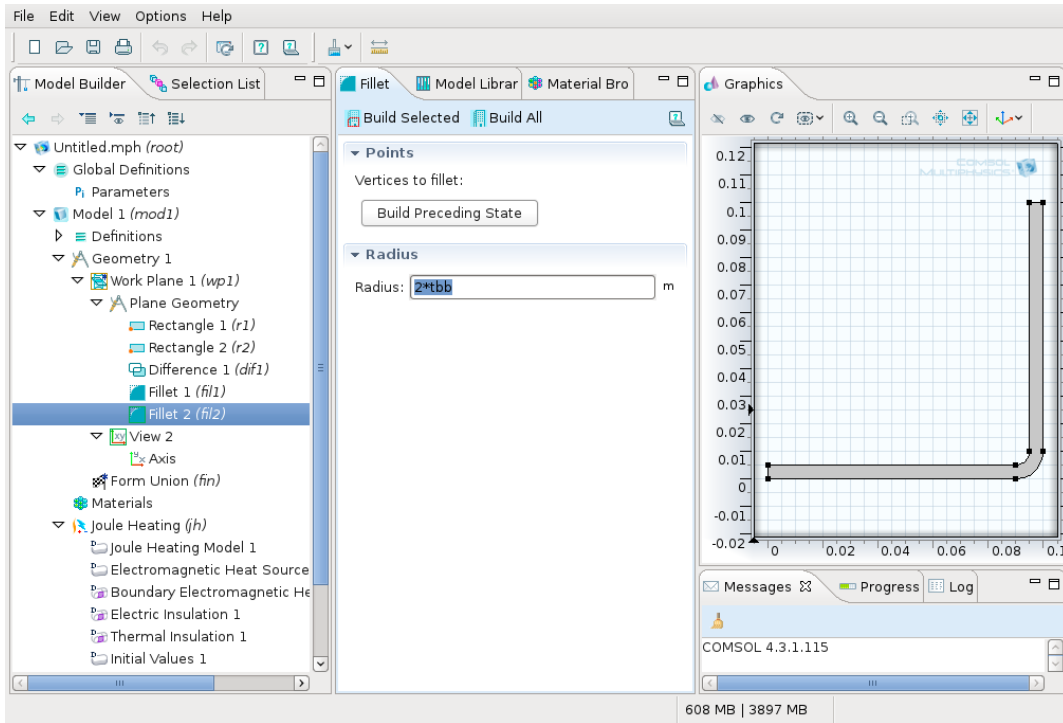 File Edit View Options Help
Model Builder Selection List
Untitled.mph (root)
Global Definitions
Pi Parameters
Model 1 (mod1)
Definitions
Geometry 1
Work Plane 1 (wp1)
Plane Geometry
Rectangle 1 (r1)
Rectangle 2 (r2)
Difference 1 (dif1)
Fillet 1 (fil1)
Fillet 2 (fil2)
xy View 2
Axis
Form Union (fin)
Materials
Joule Heating (jh)
Joule Heating Model 1
Electromagnetic Heat Source
Boundary Electromagnetic He
Electric Insulation 1
Thermal Insulation 1
Initial Values 1
Fillet Model Librar Material Bro
Build Selected Build All
Points
Vertices to fillet:
Build Preceding State
Radius
Radius: 2*tbb m
Graphics
COMSOL
MULTIPHYSICS
0.12
0.11
0.1
0.09
0.08
0.07
0.06
0.05
0.04
0.03
0.02
0.01
0
-0.01
-0.02
0 0.02 0.04 0.06 0.08 0.1
Messages Progress Log
COMSOL 4.3.1.115
608 MB | 3897 MB